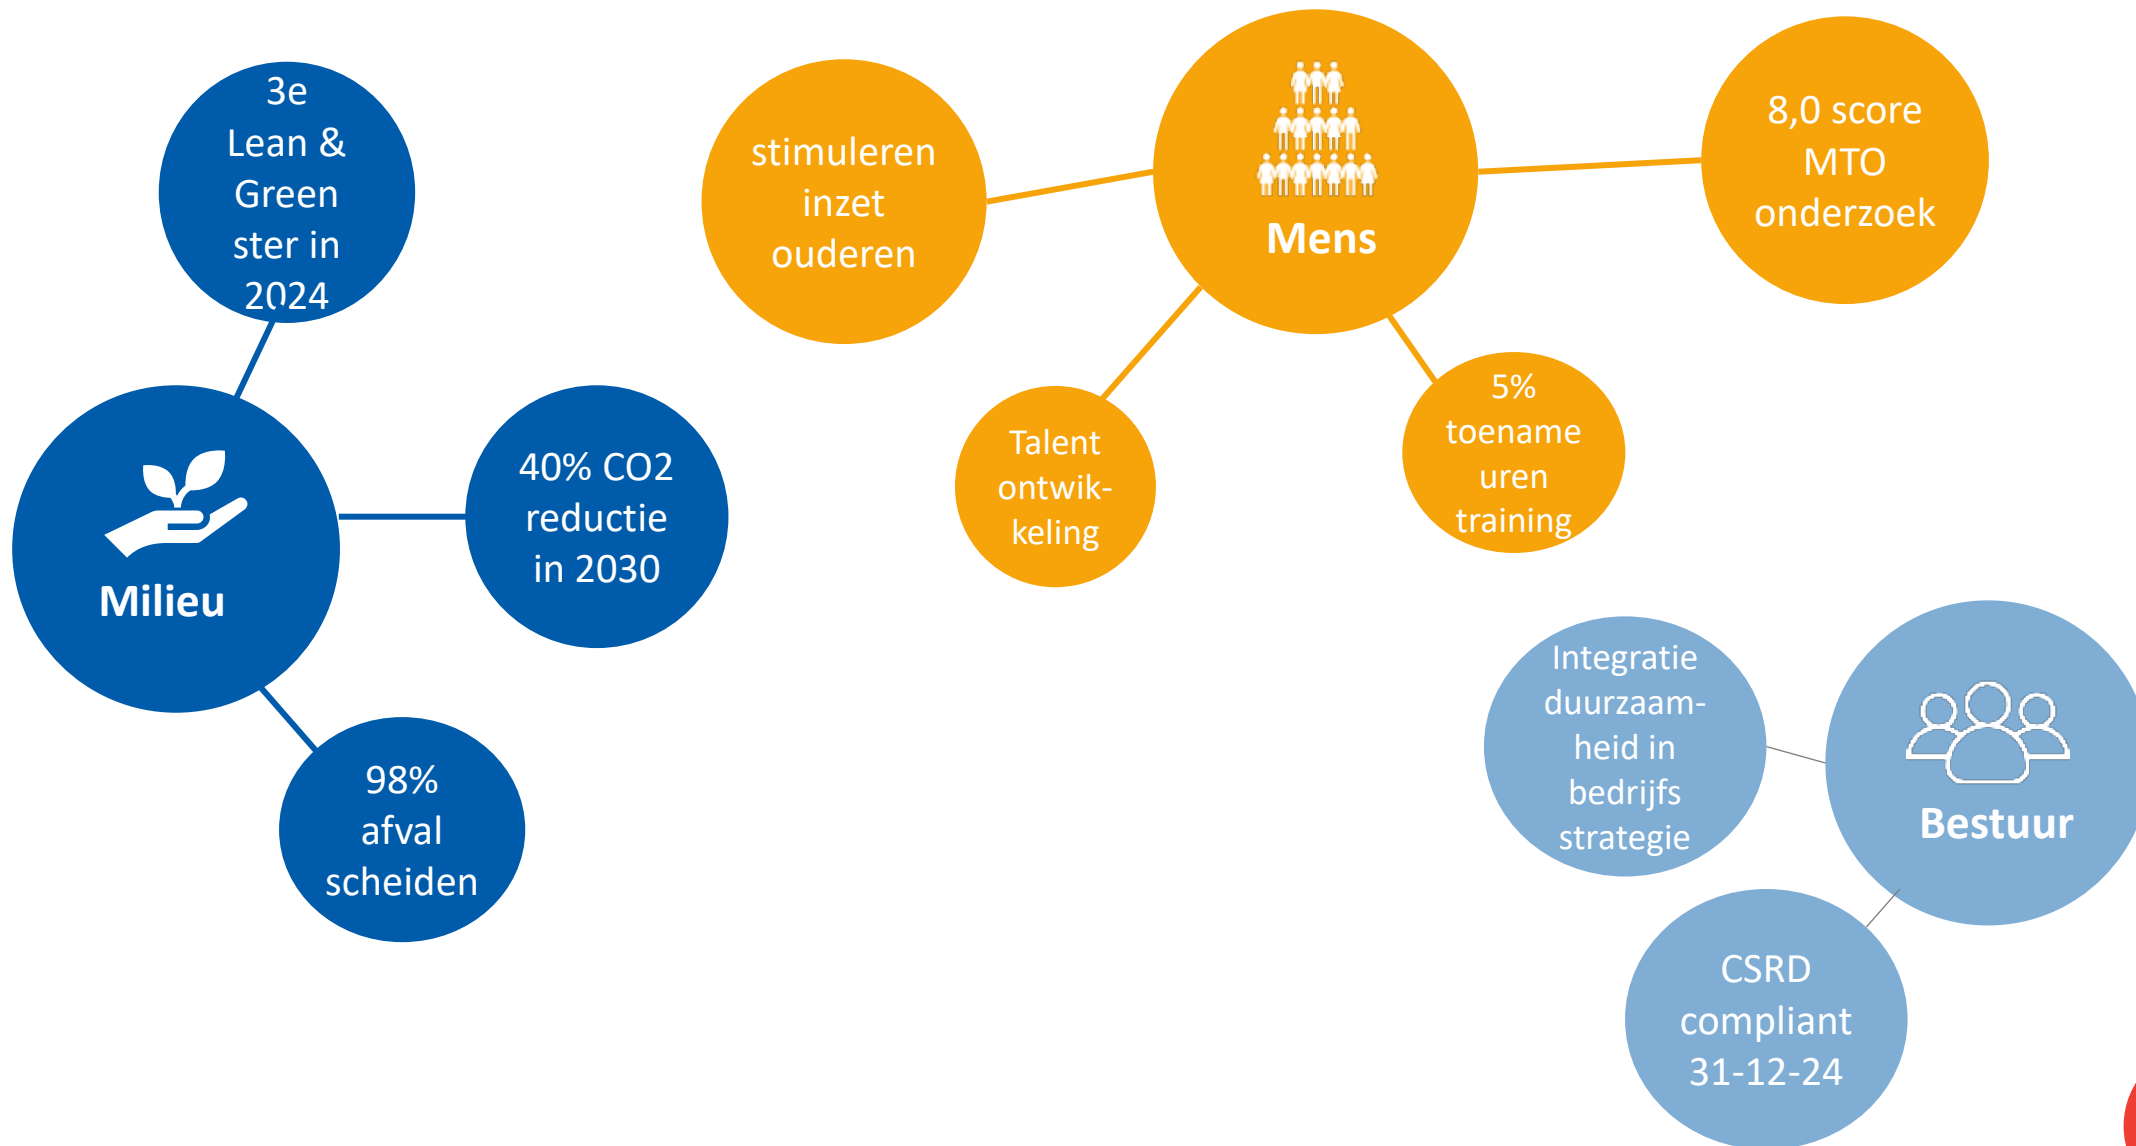 3e
Lean &
Green
ster in
2024
Milieu
40% CO2
reductie
in 2030
98%
afval
scheiden
stimuleren
inzet
ouderen
Mens
8,0 score
MTO
onderzoek
Talent
ontwik-
keling
5%
toename
uren
training
Integratie
duurzaam-
heid in
bedrijfs
strategie
Bestuur
CSRD
compliant
31-12-24